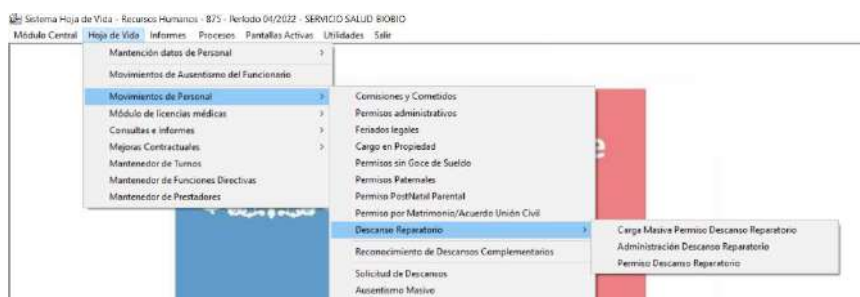 Sistema Hoja de Vida - Recursos Humanos - 875 - Periodo 04/2022 - SERVICIO SALUD BIOBIO
Módulo Central Hoja de Vida Informes Procesos Pantallas Activas Utilidades Salir
Mantención datos de Personal
Movimientos de Ausentismo del Funcionario
Movimientos de Personal
Módulo de licencias médicas
Consultas e informes
Mejoras Contractuales
Mantenedor de Turnos
Mantenedor de Funciones Directivas
Mantenedor de Prestadores
Comisiones y Cometidos
Permisos administrativos
Feriados legales
Cargo en Propiedad
Permisos sin Goce de Sueldo
Permisos Paternales
Permiso PostNatal Parental
Permiso por Matrimonio/Acuerdo Unión Civil
Descanso Reparatorio
Reconocimiento de Descansos Complementarios
Solicitud de Descansos
Ausentismo Masivo
Carga Masiva Permiso Descanso Reparatorio
Administración Descanso Reparatorio
Permiso Descanso Reparatorio